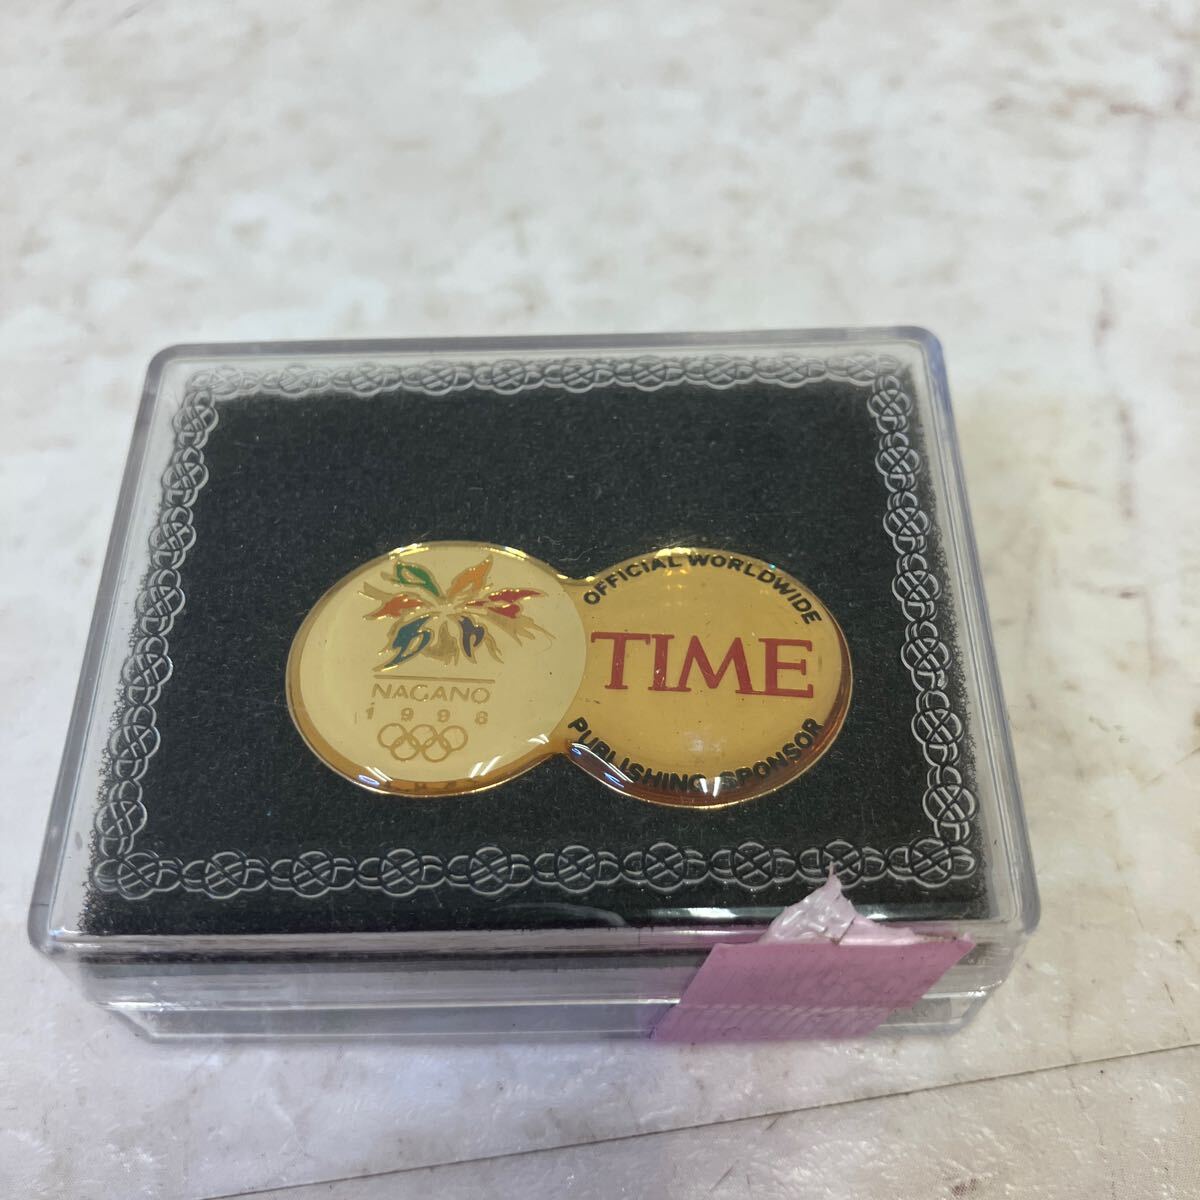 NAGANO
1998
OFFICIAL WORLDWIDE
TIME
PUBLISHING SPONSOR